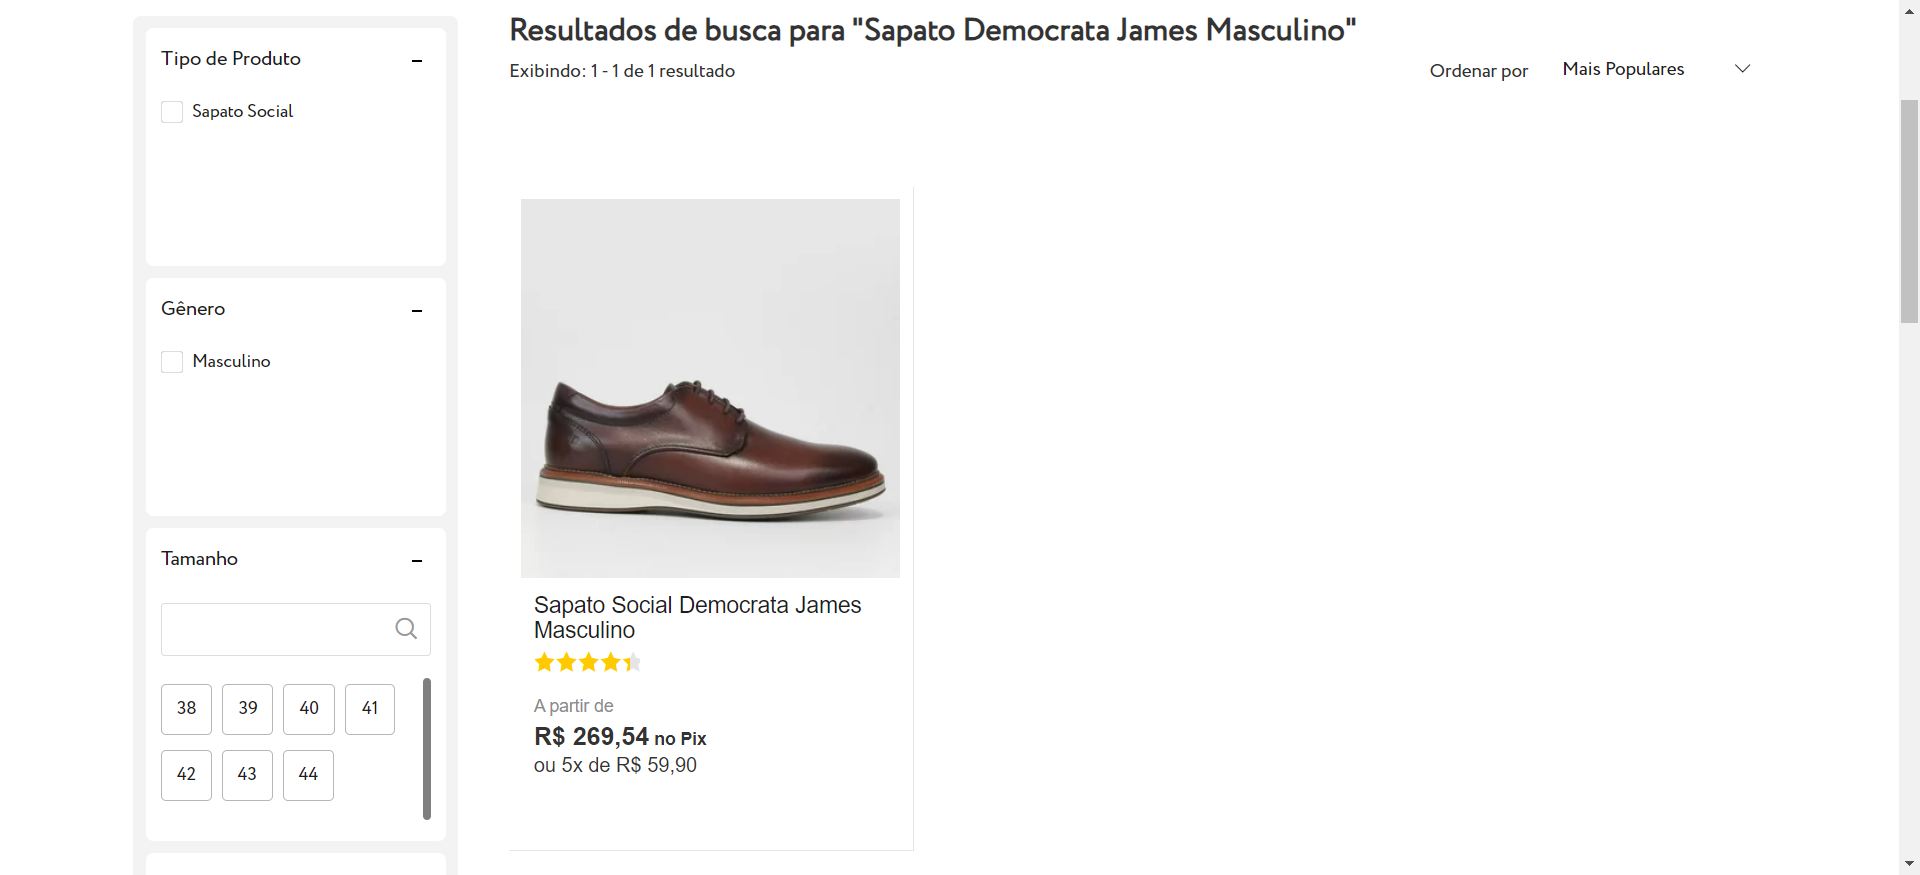 Resultados de busca para "Sapato Democrata James Masculino"
Exibindo: 1 - 1 de 1 resultado
Ordenar por
Mais Populares
Tipo de Produto
Sapato Social
Gênero
Masculino
Tamanho
38 39 40 41
42 43 44
Sapato Social Democrata James
Masculino
A partir de
R$ 269,54 no Pix
ou 5x de R$ 59,90